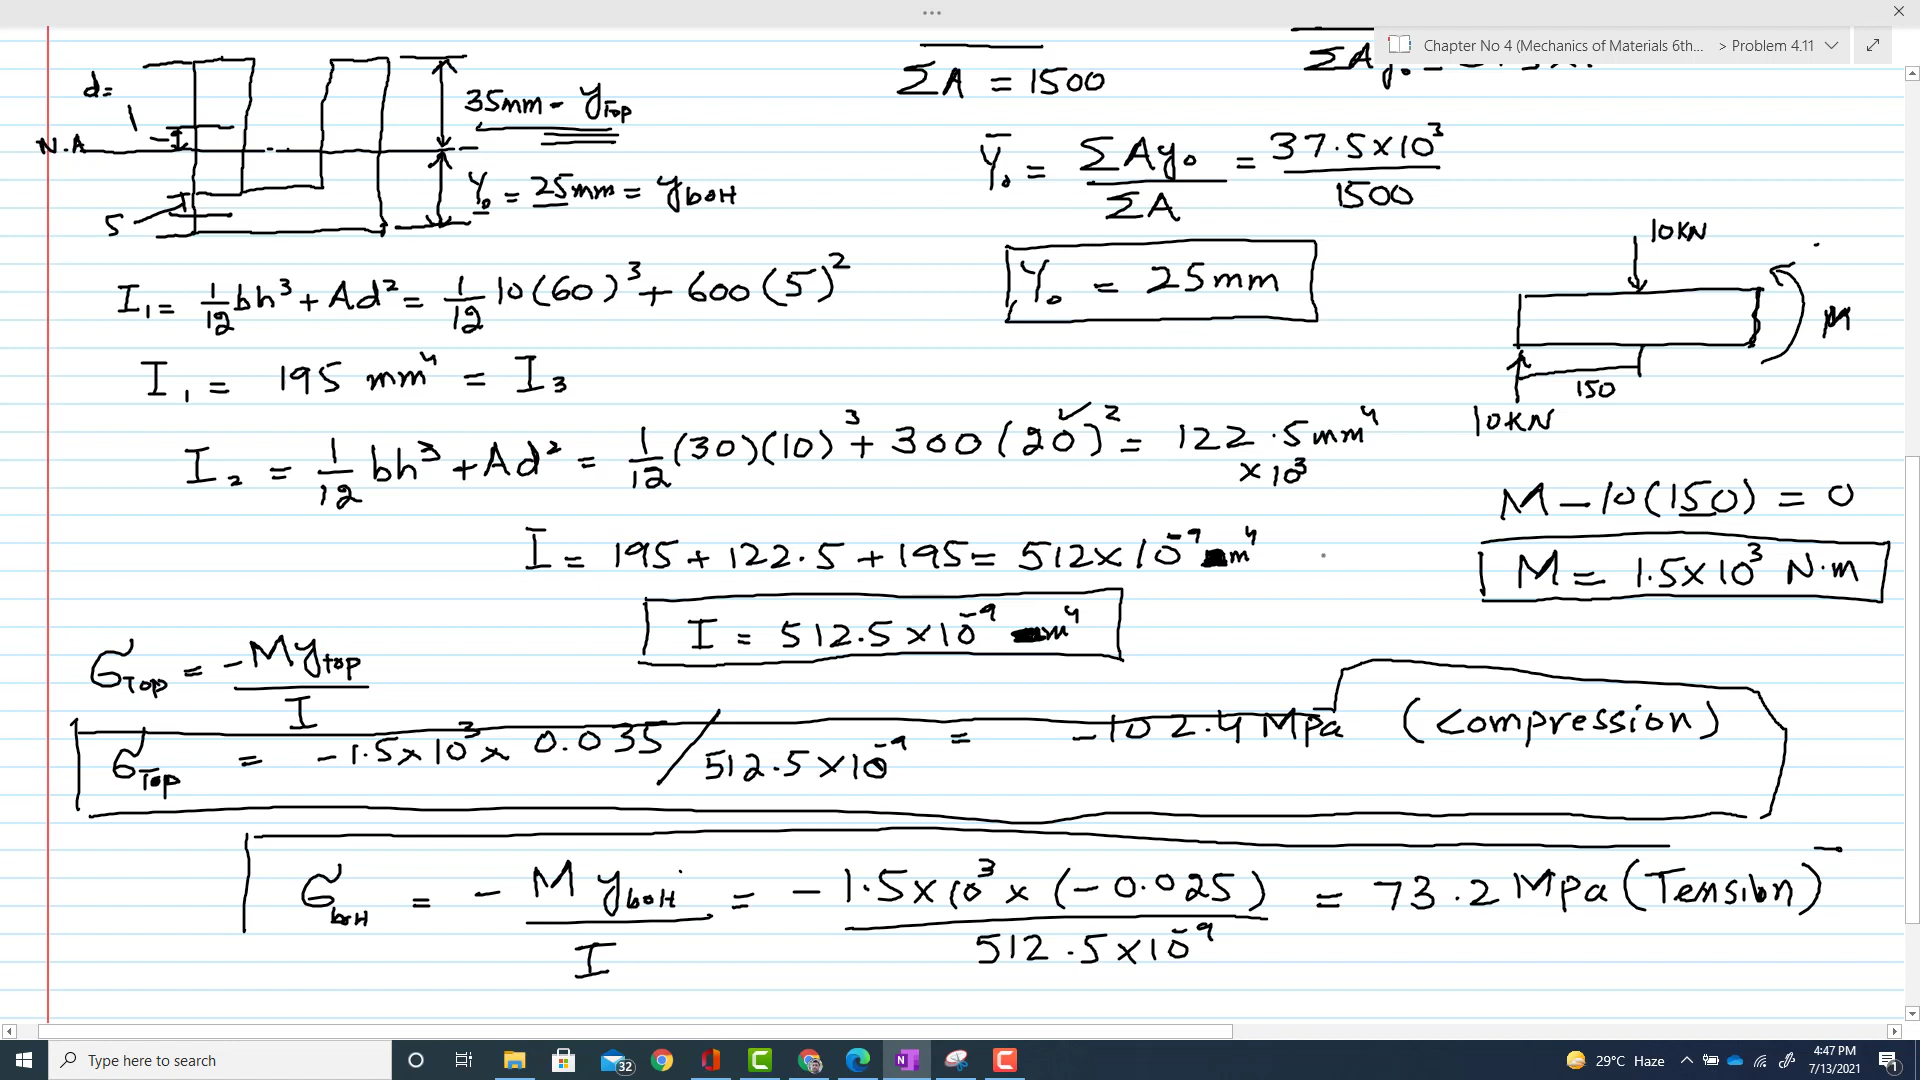 Chapter No 4 (Mechanics of Materials 6th... > Problem 4.11
d=
ΣA = 1500
35mm - yTop
N.A
Y̅₀ = ΣAy₀ / ΣA = 37.5×10³ / 1500
5
Y₀ = 25mm = ybott
10KN
I₁ = 1/12 bh³ + Ad² = 1/12 10(60)³ + 600(5)²
Y₀ = 25mm
M
150
10KN
I₁ = 195 mm⁴ = I₃
I₂ = 1/12 bh³ + Ad² = 1/12 (30)(10)³ + 300(20)² = 122.5mm⁴
×10³
M - 10(150) = 0
I = 195 + 122.5 + 195 = 512×10⁻⁹ m⁴
M = 1.5×10³ N·m
I = 512.5×10⁻⁹ m⁴
σTop = -Mytop / I
σTop = -1.5×10³× 0.035 / 512.5×10⁻⁹ = -102.4 Mpa (Compression)
σbott = - M ybott / I = - 1.5×10³×(-0.025) / 512.5×10⁻⁹ = 73.2 Mpa (Tension)
Type here to search
32
29°C Haze
4:47 PM
7/13/2021
1